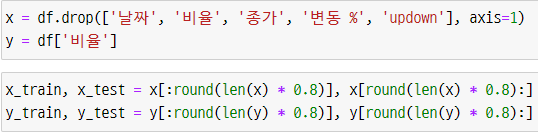 x = df.drop(['날짜', '비율', '종가', '변동 %', 'updown'], axis=1)
y = df['비율']
x_train, x_test = x[:round(len(x) * 0.8)], x[round(len(x) * 0.8):]
y_train, y_test = y[:round(len(y) * 0.8)], y[round(len(y) * 0.8):]